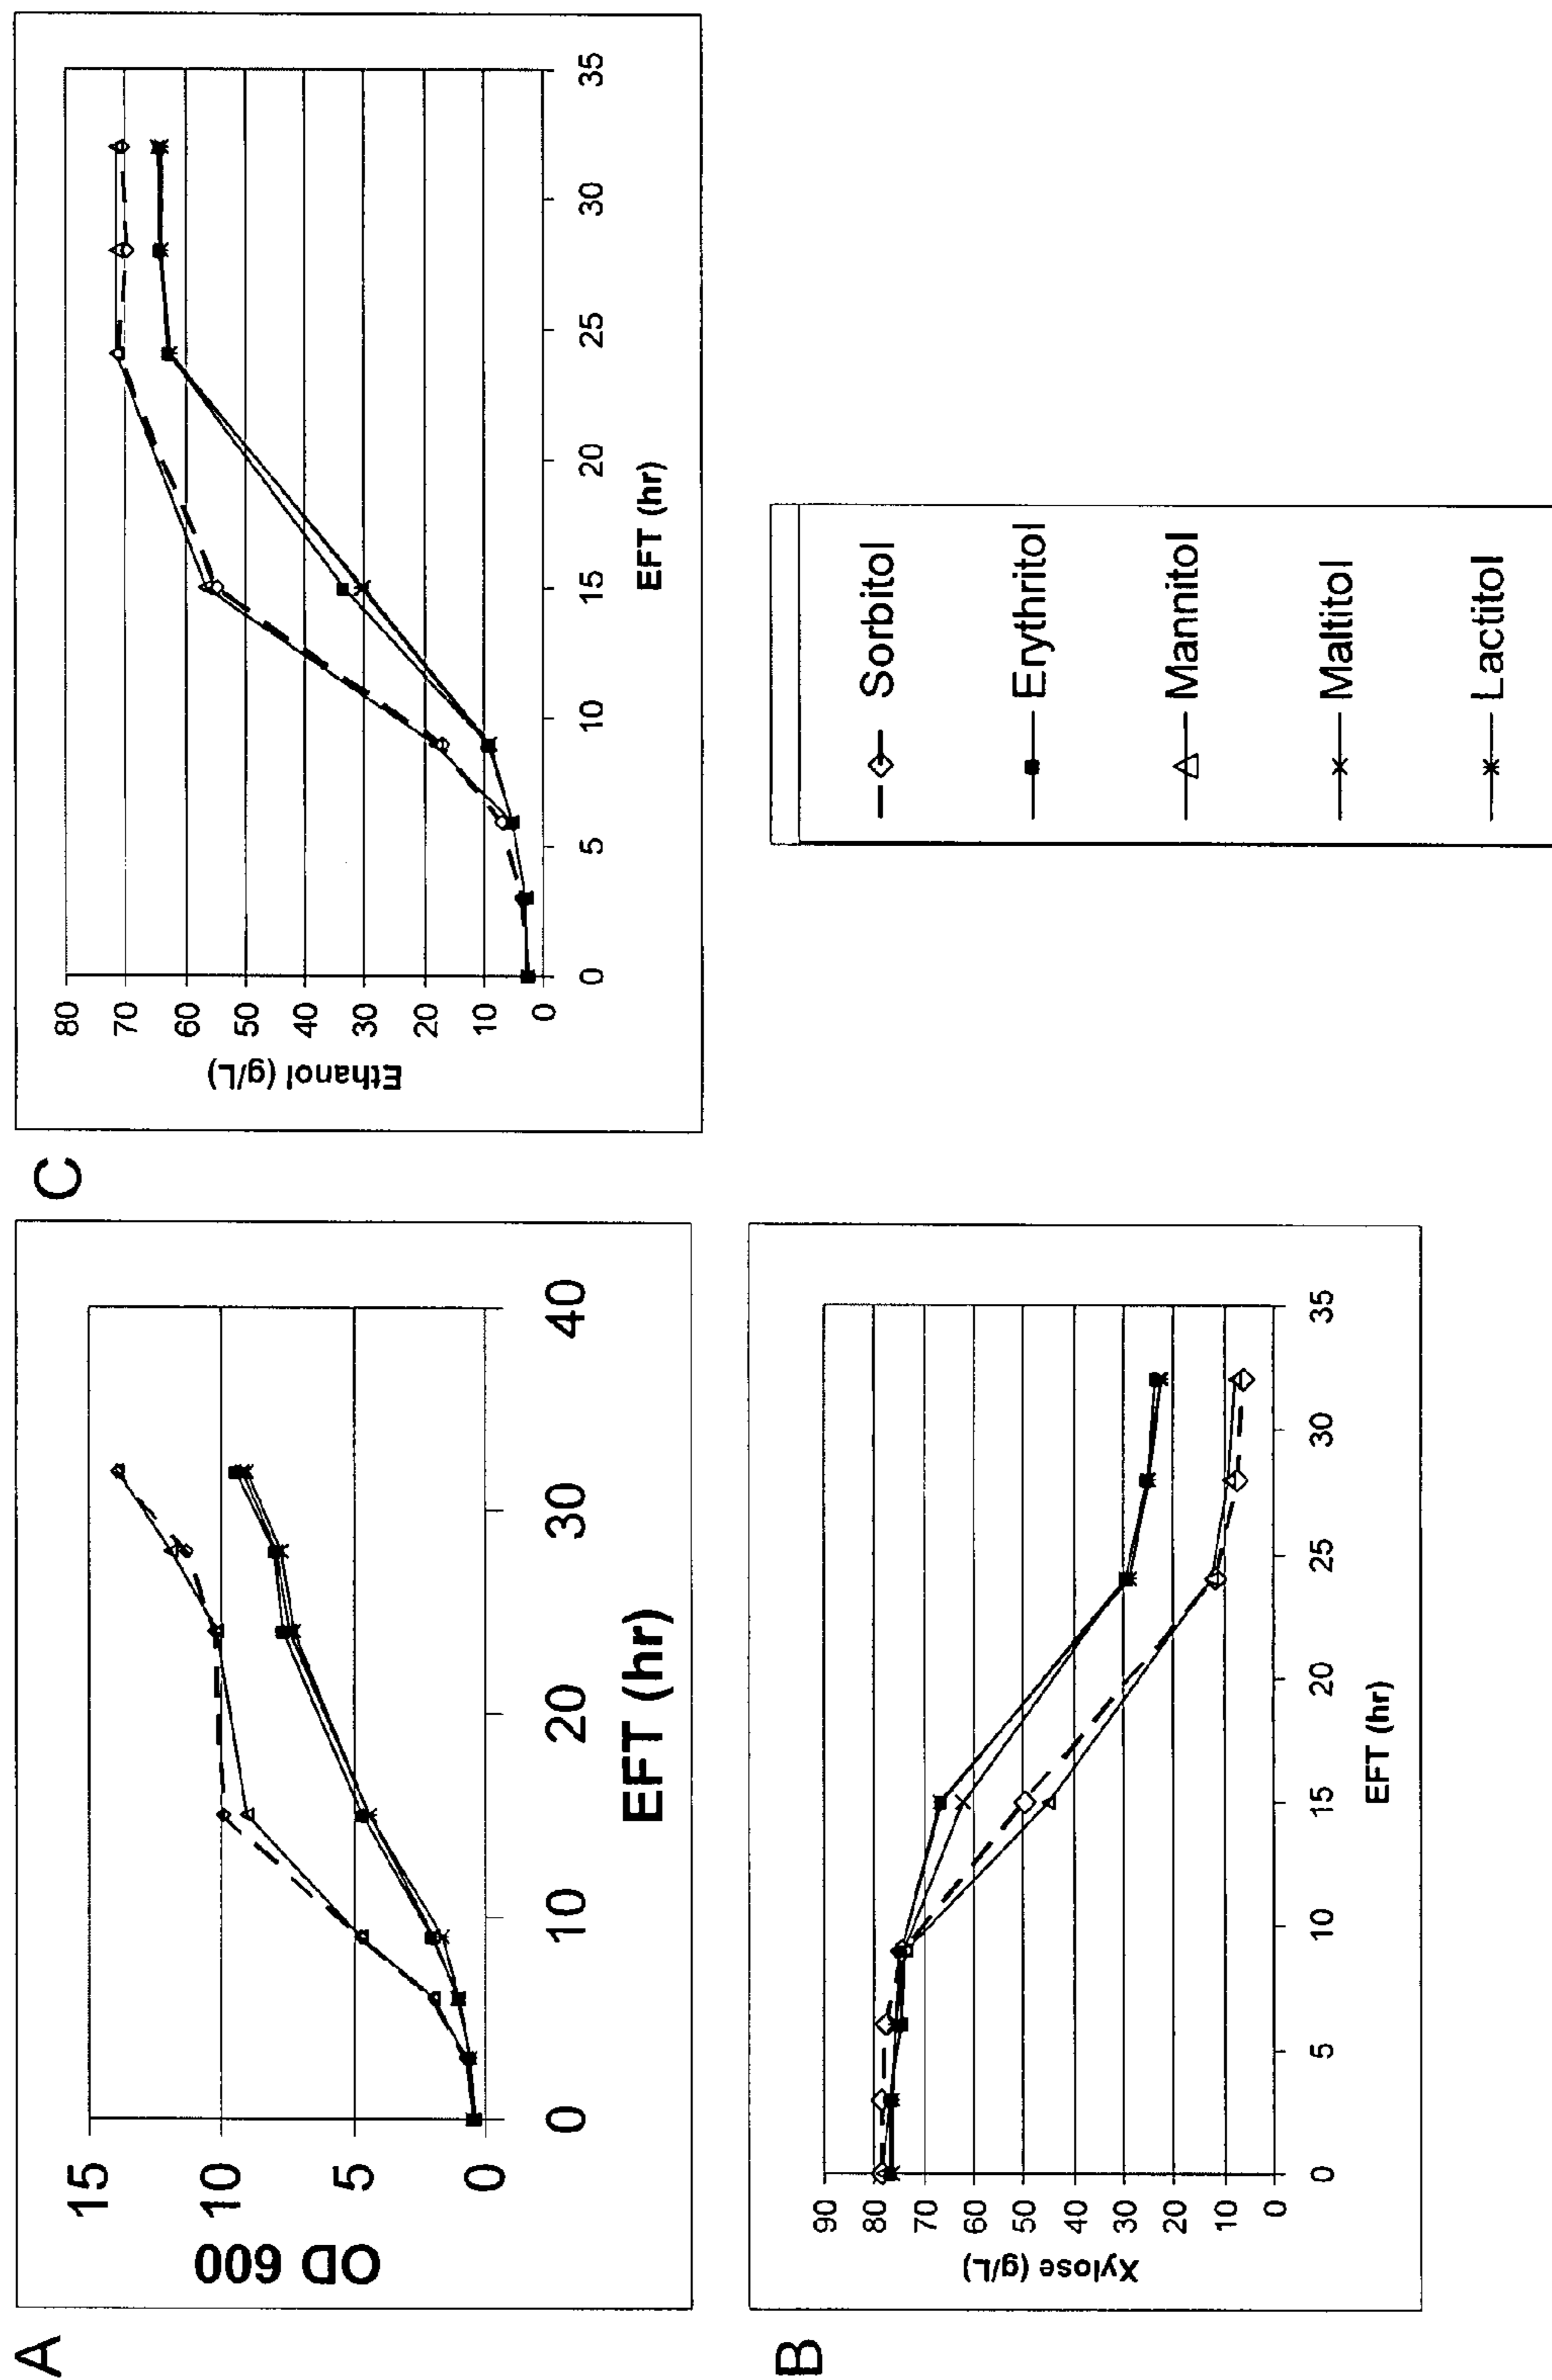 A
OD 600
15
10
5
0
0 10 20 30 40
EFT (hr)
B
Xylose (g/L)
90
80
70
60
50
40
30
20
10
0
0 5 10 15 20 25 30 35
EFT (hr)
C
Ethanol (g/L)
80
70
60
50
40
30
20
10
0
0 5 10 15 20 25 30 35
EFT (hr)
Sorbitol
Erythritol
Mannitol
Maltitol
Lactitol